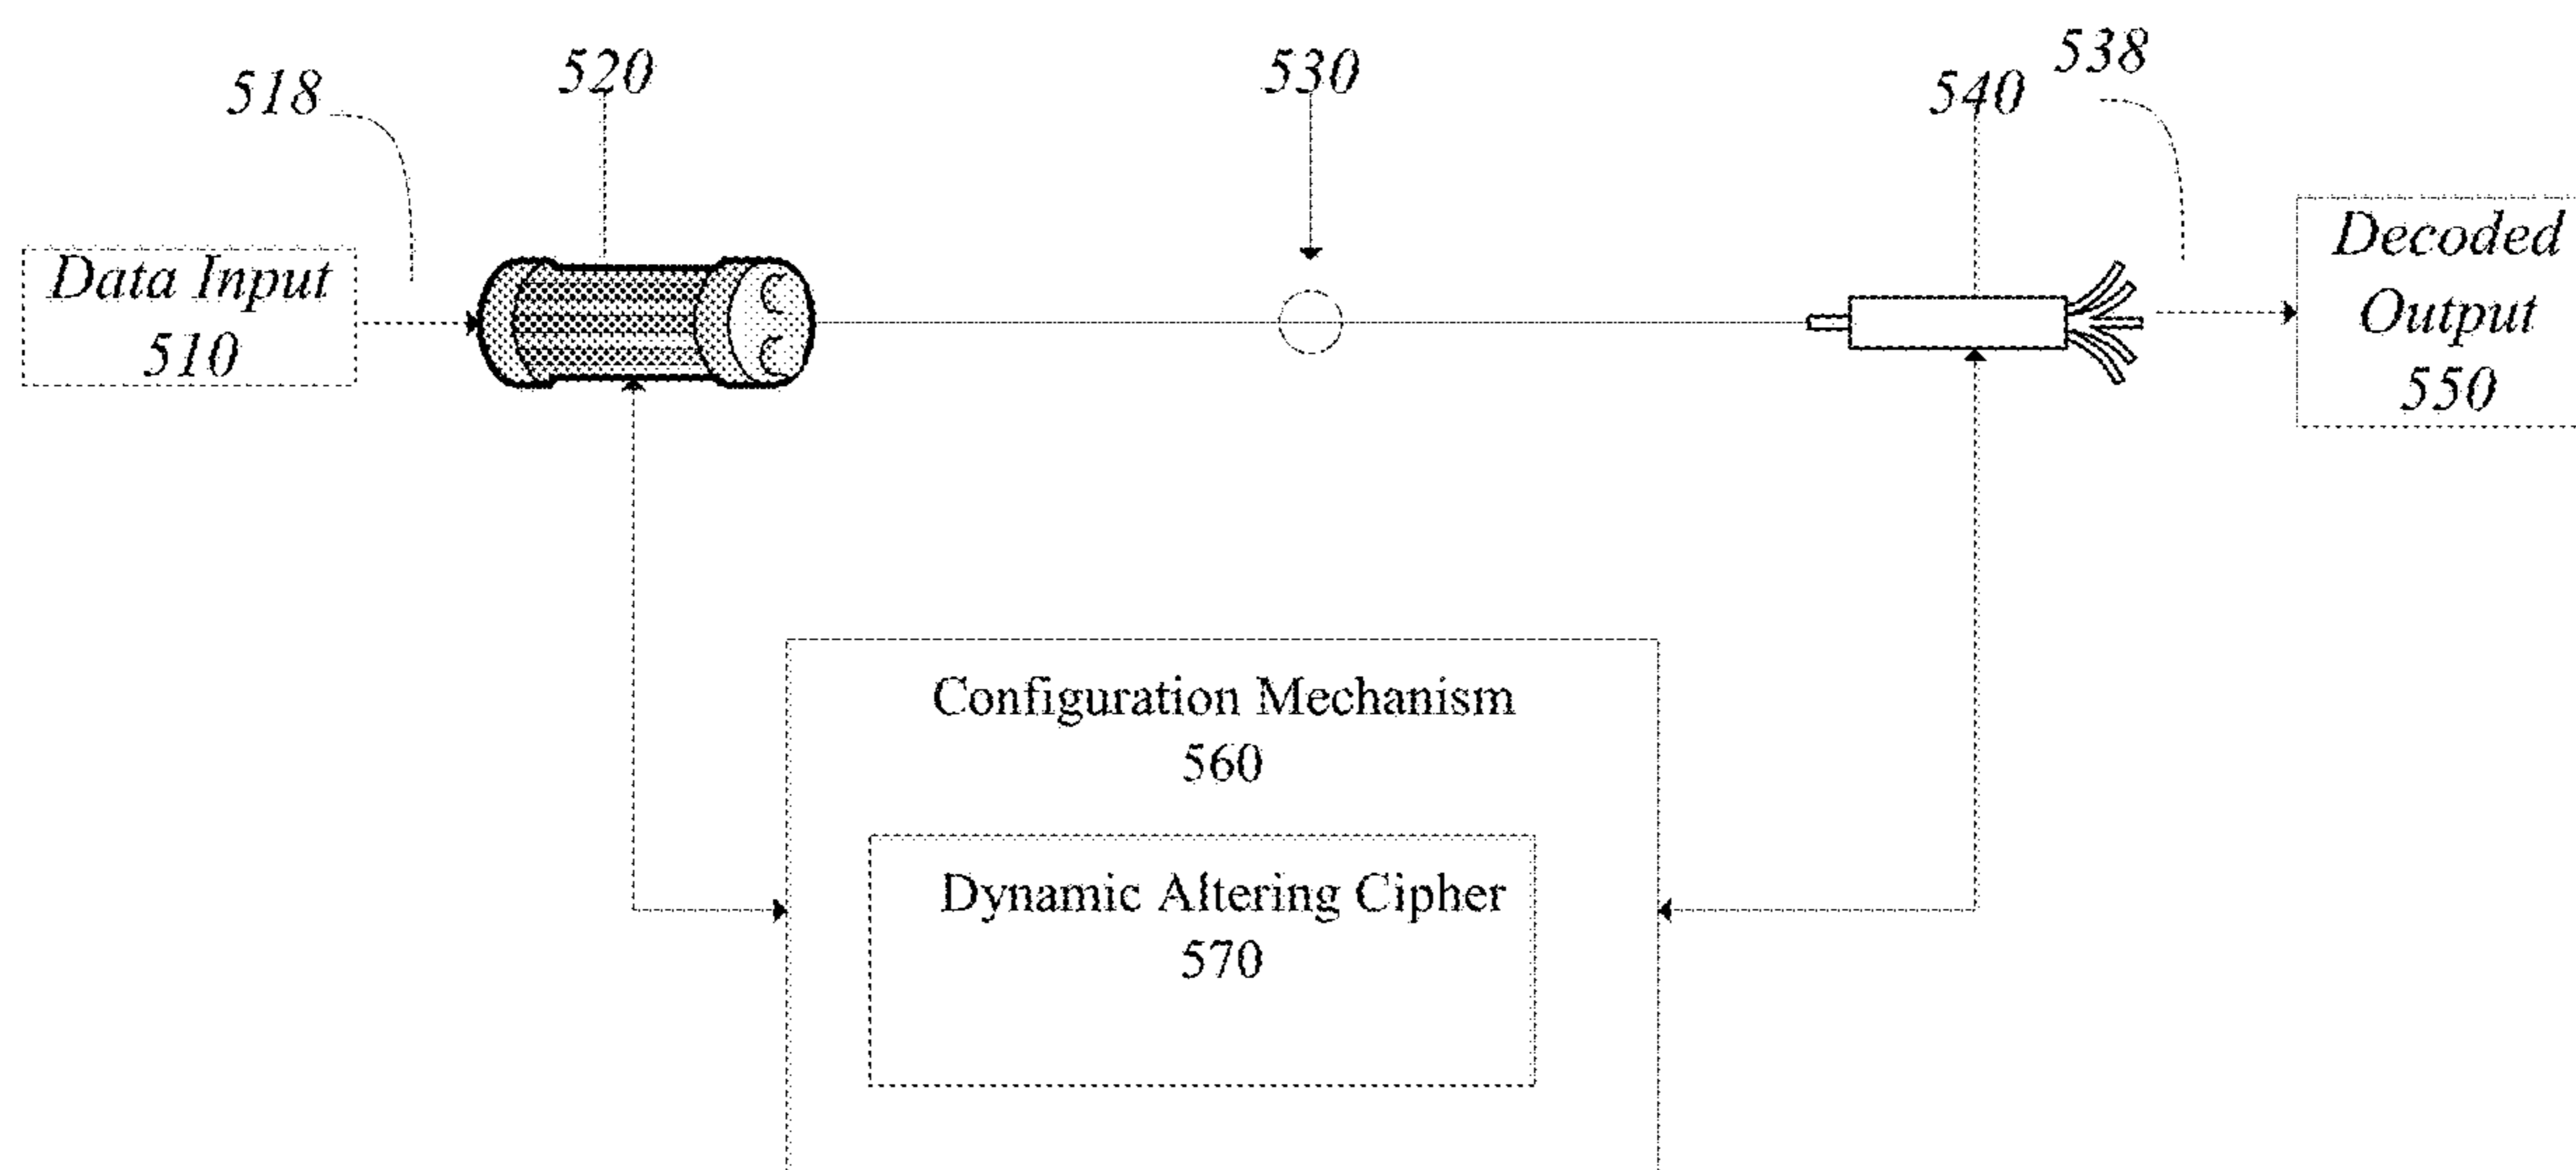 518
520
530
540
538
Data Input
510
Decoded
Output
550
Configuration Mechanism
560
Dynamic Altering Cipher
570